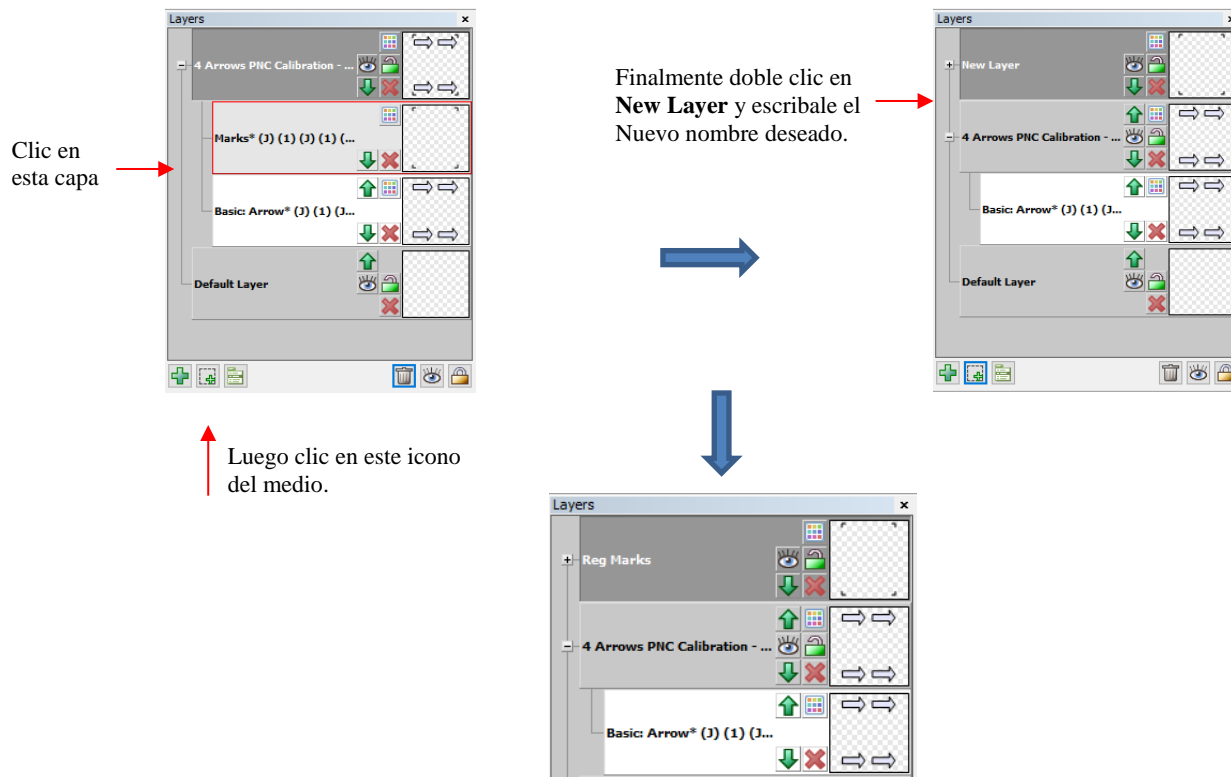 Layers
4 Arrows PNC Calibration - ...
Marks* (J) (1) (J) (1) (...
Basic: Arrow* (J) (1) (J...
Default Layer
Clic en
esta capa
Luego clic en este icono
del medio.
Finalmente doble clic en
New Layer y escribale el
Nuevo nombre deseado.
Layers
New Layer
4 Arrows PNC Calibration - ...
Basic: Arrow* (J) (1) (J...
Default Layer
Layers
Reg Marks
4 Arrows PNC Calibration - ...
Basic: Arrow* (J) (1) (J...